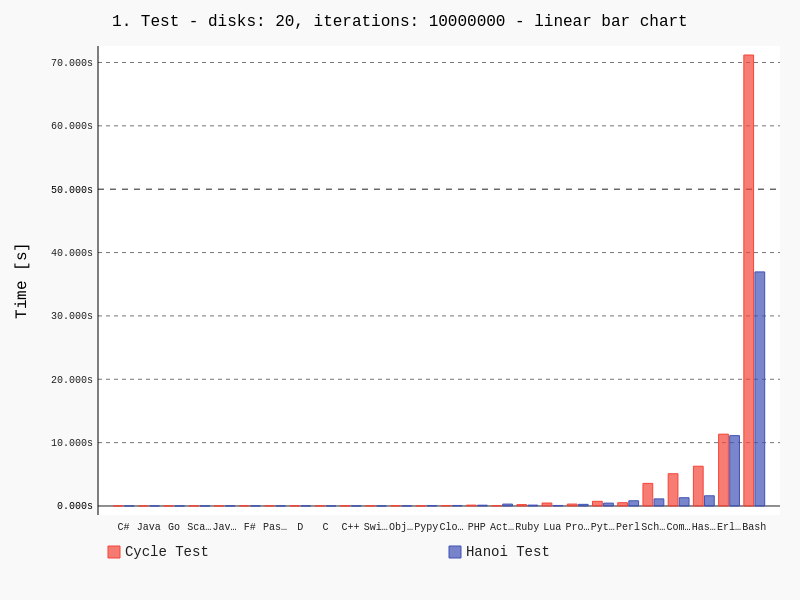 1. Test - disks: 20, iterations: 10000000 - linear bar chart
Time [s]
70.000s
60.000s
50.000s
40.000s
30.000s
20.000s
10.000s
0.000s
C# Java Go Sca… Jav… F# Pas… D C C++ Swi… Obj… Pypy Clo… PHP Act… Ruby Lua Pro… Pyt… Perl Sch… Com… Has… Erl… Bash
Cycle Test Hanoi Test